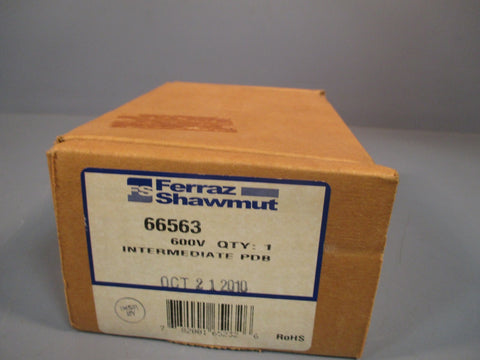 FS Ferraz
Shawmut
66563
600V QTY: 1
INTERMEDIATE PDB
OCT 21 2010
RoHS